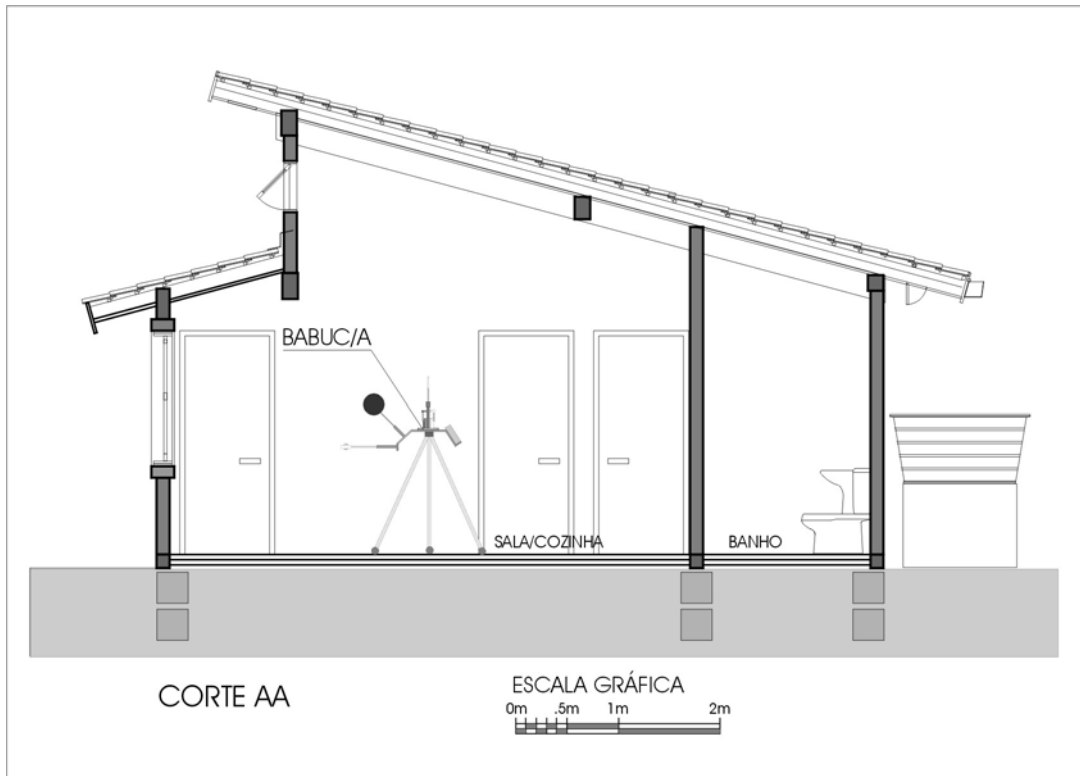 BABUC/A
SALA/COZINHA
BANHO
CORTE AA
ESCALA GRÁFICA
0m .5m 1m 2m